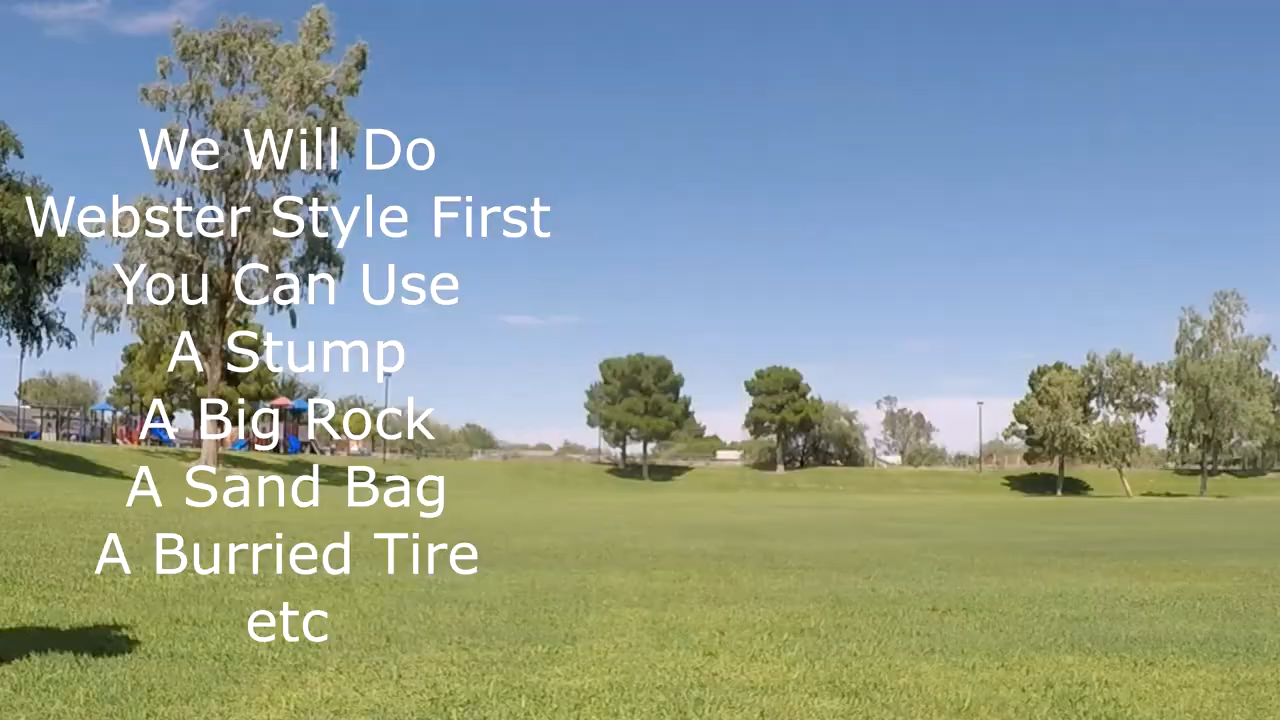 We Will Do
Webster Style First
You Can Use
A Stump
A Big Rock
A Sand Bag
A Burried Tire
etc